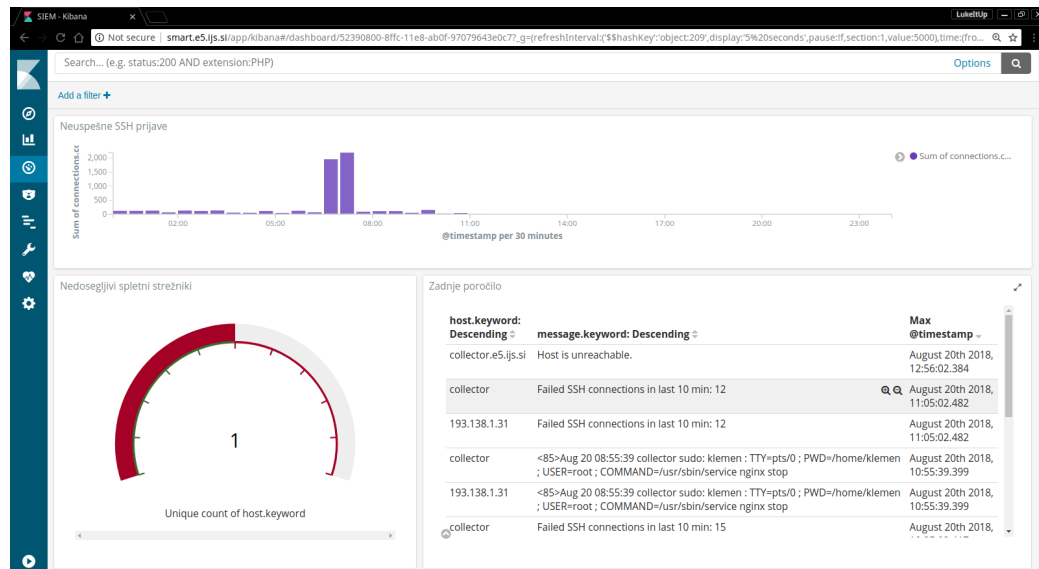 SIEM - Kibana
LukeItUp
Not secure | smart.e5.ijs.si/app/kibana#/dashboard/52390800-8ffc-11e8-ab0f-97079643e0c7?_g=(refreshInterval:('$$hashKey':'object:209',display:'5%20seconds',pause:!f,section:1,value:5000),time:(fro...
Search... (e.g. status:200 AND extension:PHP)
Options
Add a filter +
Neuspešne SSH prijave
Sum of connections.cc
2,000
1,500
1,000
500
0
02:00 05:00 08:00 11:00 14:00 17:00 20:00 23:00
@timestamp per 30 minutes
Sum of connections.c...
Nedosegljivi spletni strežniki
1
Unique count of host.keyword
Zadnje poročilo
host.keyword: Max
Descending message.keyword: Descending @timestamp
collector.e5.ijs.si Host is unreachable. August 20th 2018,
12:56:02.384
collector Failed SSH connections in last 10 min: 12 August 20th 2018,
11:05:02.482
193.138.1.31 Failed SSH connections in last 10 min: 12 August 20th 2018,
11:05:02.482
collector <85>Aug 20 08:55:39 collector sudo: klemen : TTY=pts/0 ; PWD=/home/klemen August 20th 2018,
; USER=root ; COMMAND=/usr/sbin/service nginx stop 10:55:39.399
193.138.1.31 <85>Aug 20 08:55:39 collector sudo: klemen : TTY=pts/0 ; PWD=/home/klemen August 20th 2018,
; USER=root ; COMMAND=/usr/sbin/service nginx stop 10:55:39.399
collector Failed SSH connections in last 10 min: 15 August 20th 2018,